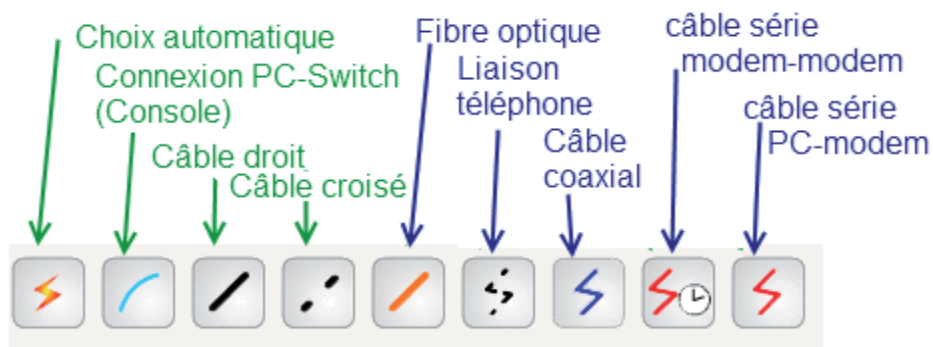 Choix automatique
Connexion PC-Switch
(Console)
Câble droit
Câble croisé
Fibre optique
Liaison
téléphone
Câble
coaxial
câble série
modem-modem
câble série
PC-modem